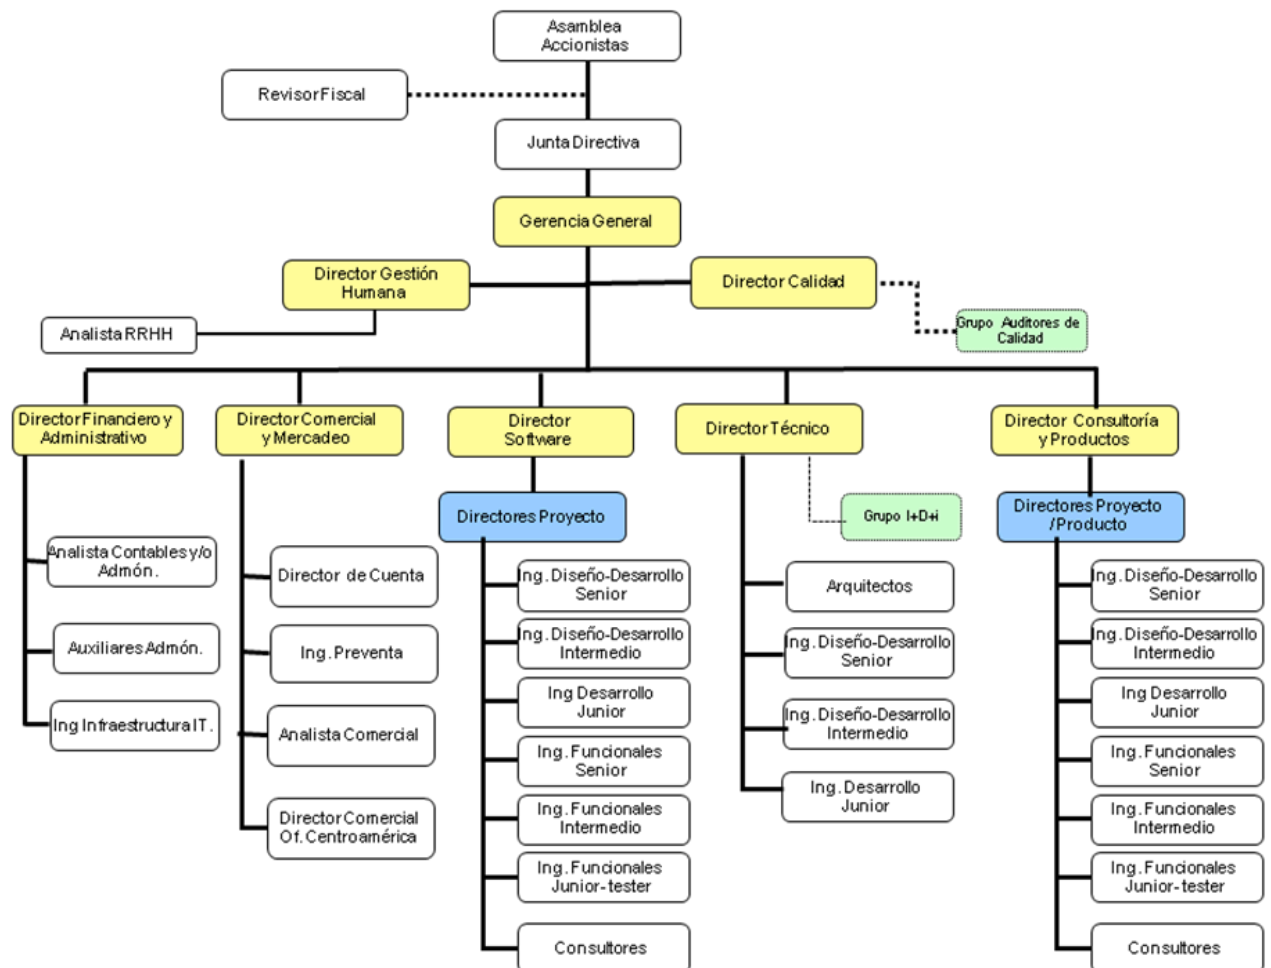 Asamblea
Accionistas
Revisor Fiscal
Junta Directiva
Gerencia General
Director Gestión
Humana
Director Calidad
Analista RRHH
Grupo Auditores de
Calidad
Director Financiero y
Administrativo
Director Comercial
y Mercadeo
Director
Software
Director Técnico
Director Consultoría
y Productos
Analista Contables y/o
Admón.
Auxiliares Admón.
Ing Infraestructura IT.
Director de Cuenta
Ing. Preventa
Analista Comercial
Director Comercial
Of. Centroamérica
Directores Proyecto
Ing. Diseño-Desarrollo
Senior
Ing. Diseño-Desarrollo
Intermedio
Ing Desarrollo
Junior
Ing. Funcionales
Senior
Ing. Funcionales
Intermedio
Ing. Funcionales
Junior-tester
Consultores
Grupo I+D+i
Arquitectos
Ing. Diseño-Desarrollo
Senior
Ing. Diseño-Desarrollo
Intermedio
Ing. Desarrollo
Junior
Directores Proyecto
/Producto
Ing. Diseño-Desarrollo
Senior
Ing. Diseño-Desarrollo
Intermedio
Ing Desarrollo
Junior
Ing. Funcionales
Senior
Ing. Funcionales
Intermedio
Ing. Funcionales
Junior-tester
Consultores